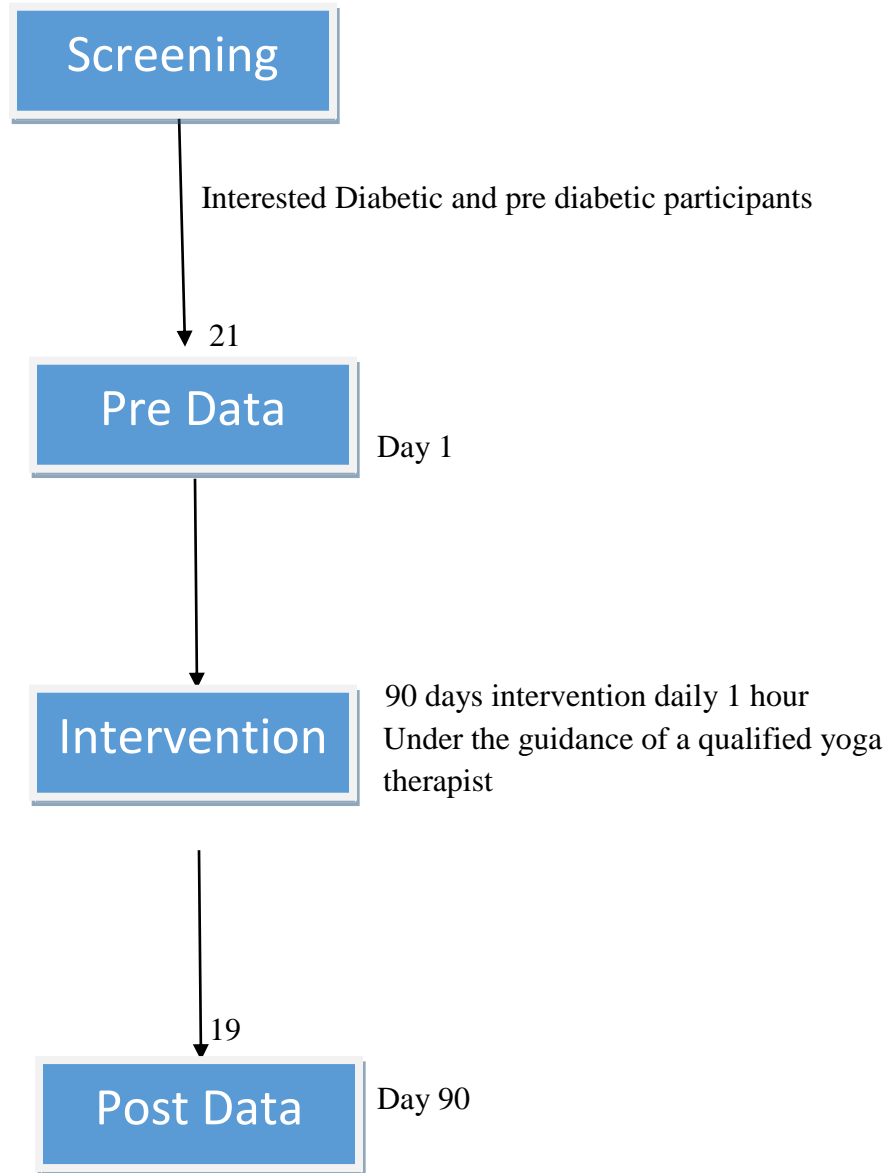 Screening
Interested Diabetic and pre diabetic participants
21
Pre Data
Day 1
Intervention
90 days intervention daily 1 hour
Under the guidance of a qualified yoga
therapist
19
Post Data
Day 90